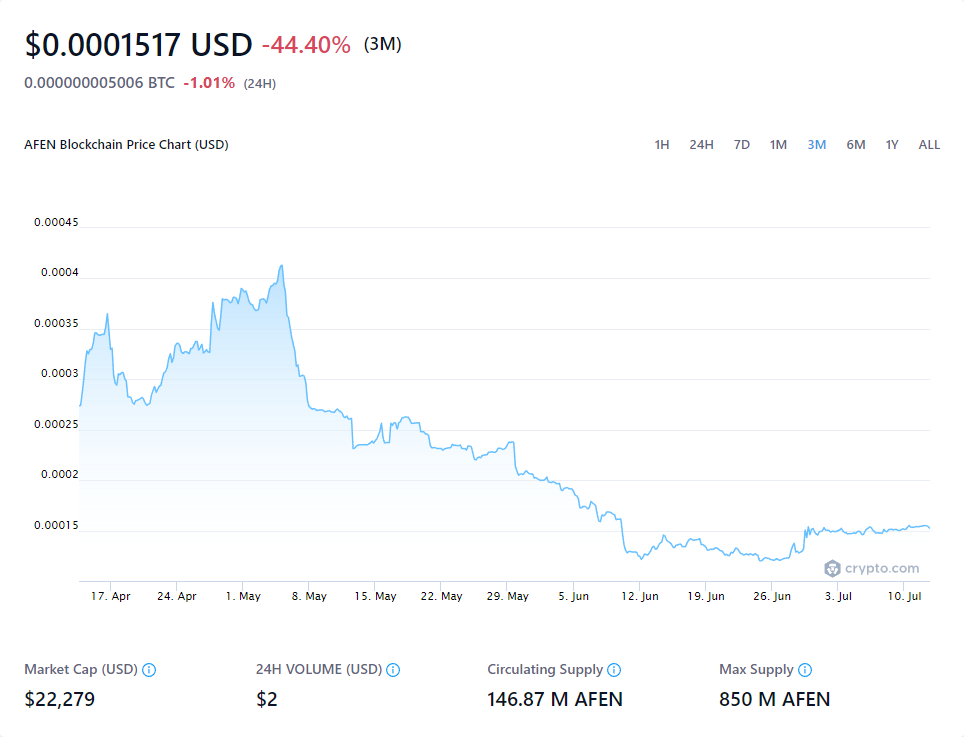 $0.0001517 USD -44.40% (3M)
0.000000005006 BTC -1.01% (24H)
AFEN Blockchain Price Chart (USD) 1H 24H 7D 1M 3M 6M 1Y ALL
0.00045
0.0004
0.00035
0.0003
0.00025
0.0002
0.00015
crypto.com
17. Apr 24. Apr 1. May 8. May 15. May 22. May 29. May 5. Jun 12. Jun 19. Jun 26. Jun 3. Jul 10. Jul
Market Cap (USD) 24H VOLUME (USD) Circulating Supply Max Supply
$22,279 $2 146.87 M AFEN 850 M AFEN